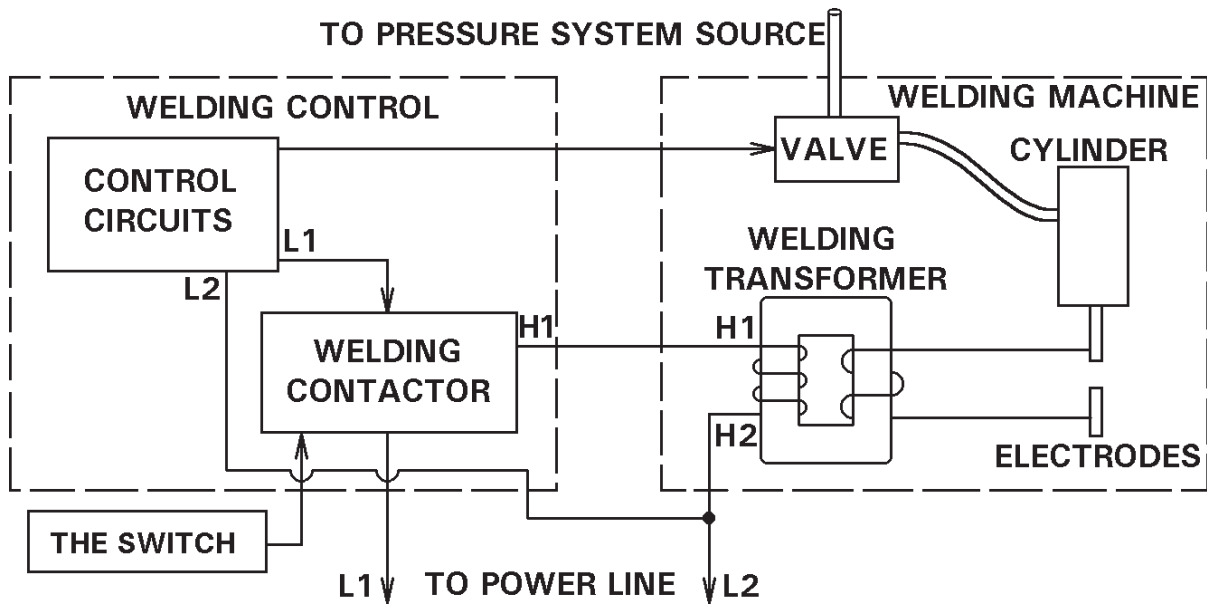 TO PRESSURE SYSTEM SOURCE
WELDING CONTROL
WELDING MACHINE
CONTROL
CIRCUITS
VALVE
CYLINDER
L1
L2
WELDING
TRANSFORMER
WELDING
CONTACTOR
H1
H1
H2
ELECTRODES
THE SWITCH
L1
TO POWER LINE
L2